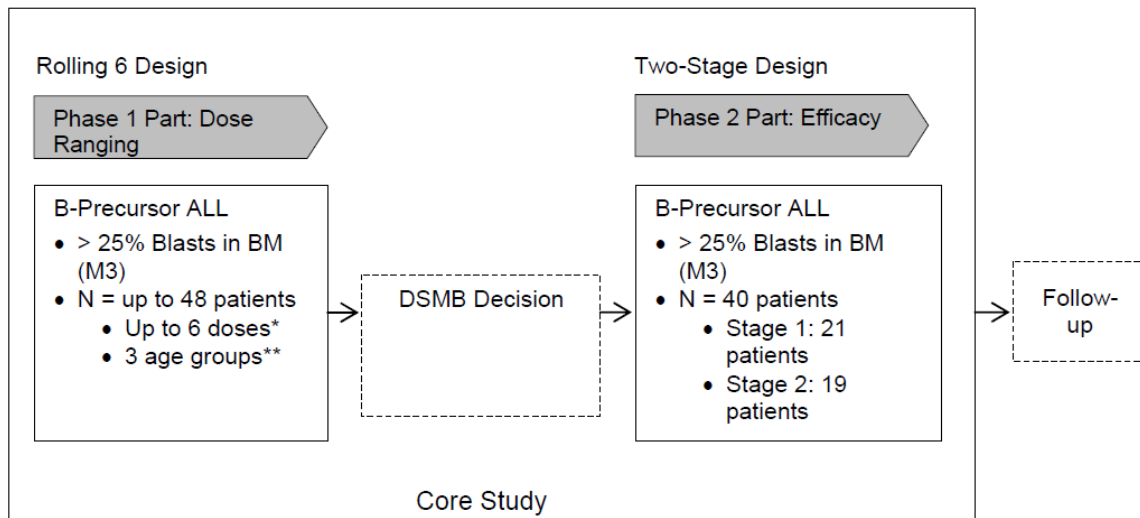 Rolling 6 Design
Phase 1 Part: Dose
Ranging
B-Precursor ALL
• > 25% Blasts in BM
(M3)
• N = up to 48 patients
• Up to 6 doses*
• 3 age groups**
DSMB Decision
Two-Stage Design
Phase 2 Part: Efficacy
B-Precursor ALL
• > 25% Blasts in BM
(M3)
• N = 40 patients
• Stage 1: 21
patients
• Stage 2: 19
patients
Follow-
up
Core Study